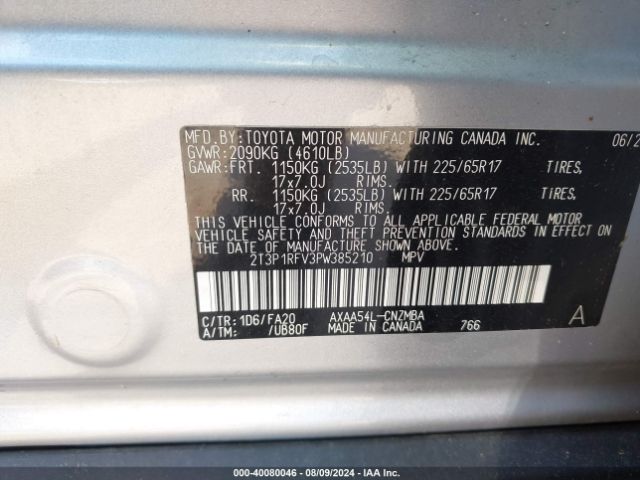 MFD.BY:TOYOTA MOTOR MANUFACTURING CANADA INC. 06/2
GVWR:2090KG (4610LB)
GAWR:FRT. 1150KG (2535LB) WITH 225/65R17 TIRES,
17x7.0J RIMS.
RR. 1150KG (2535LB) WITH 225/65R17 TIRES,
17x7.0J RIMS.
THIS VEHICLE CONFORMS TO ALL APPLICABLE FEDERAL MOTOR
VEHICLE SAFETY AND THEFT PREVENTION STANDARDS IN EFFECT
ON THE DATE OF MANUFACTURE SHOWN ABOVE.
2T3P1RFV3PW385210 MPV
C/TR: 1D6/FA20 AXAA54L-CNZMBA A
A/TM: /UB80F MADE IN CANADA 766
000-40080046 - 08/09/2024 - IAA Inc.